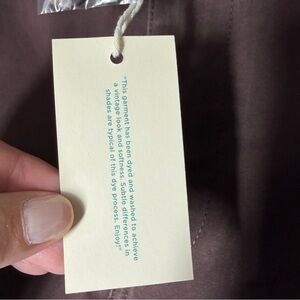 "This garment has been dyed and washed to achieve
a vintage look and softness. Subtle differences in
shades are typical of this dye process. Enjoy!"